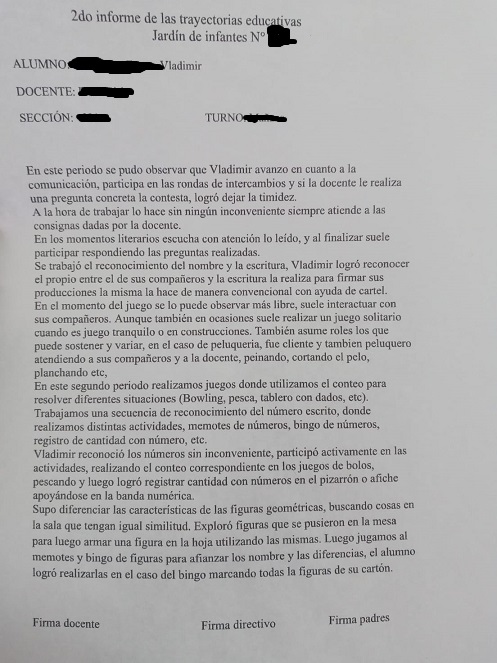 2do informe de las trayectorias educativas
Jardín de infantes Nº
ALUMNO: Vladimir
DOCENTE:
SECCIÓN:
TURNO
En este periodo se pudo observar que Vladimir avanzo en cuanto a la
comunicación, participa en las rondas de intercambios y si la docente le realiza
una pregunta concreta la contesta, logró dejar la timidez.
A la hora de trabajar lo hace sin ningún inconveniente siempre atiende a las
consignas dadas por la docente.
En los momentos literarios escucha con atención lo leído, y al finalizar suele
participar respondiendo las preguntas realizadas.
Se trabajó el reconocimiento del nombre y la escritura, Vladimir logró reconocer
el propio entre el de sus compañeros y la escritura la realiza para firmar sus
producciones la misma la hace de manera convencional con ayuda de cartel.
En el momento del juego se lo puede observar más libre, suele interactuar con
sus compañeros. Aunque también en ocasiones suele realizar un juego solitario
cuando es juego tranquilo o en construcciones. También asume roles los que
puede sostener y variar, en el caso de peluqueria, fue cliente y tambien peluquero
atendiendo a sus compañeros y a la docente, peinando, cortando el pelo,
planchando etc,
En este segundo periodo realizamos juegos donde utilizamos el conteo para
resolver diferentes situaciones (Bowling, pesca, tablero con dados, etc).
Trabajamos una secuencia de reconocimiento del número escrito, donde
realizamos distintas actividades, memotes de números, bingo de números,
registro de cantidad con número, etc.
Vladimir reconoció los números sin inconveniente, participó activamente en las
actividades, realizando el conteo correspondiente en los juegos de bolos,
pescando y luego logró registrar cantidad con números en el pizarrón o afiche
apoyándose en la banda numérica.
Supo diferenciar las características de las figuras geométricas, buscando cosas en
la sala que tengan igual similitud. Exploró figuras que se pusieron en la mesa
para luego armar una figura en la hoja utilizando las mismas. Luego jugamos al
memotes y bingo de figuras para afianzar los nombre y las diferencias, el alumno
logró realizarlas en el caso del bingo marcando todas la figuras de su cartón.
Firma docente
Firma directivo
Firma padres